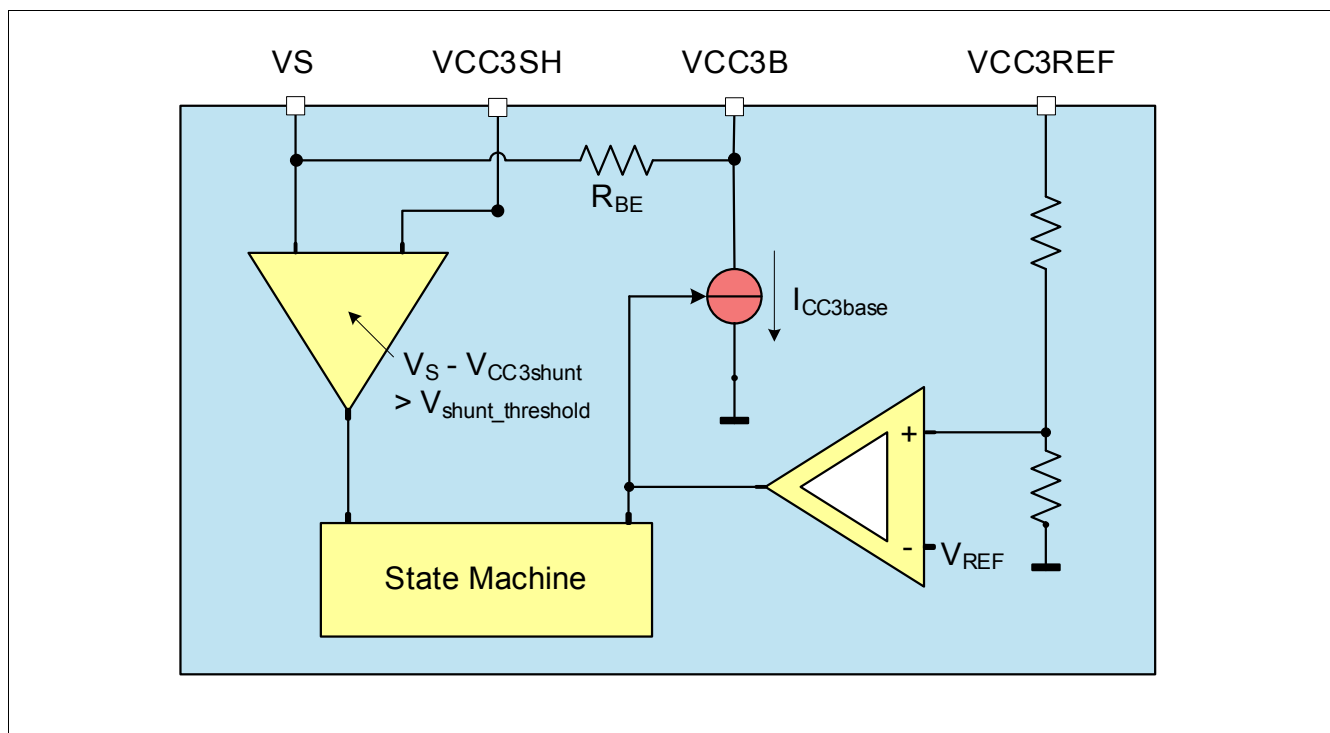 VS VCC3SH VCC3B VCC3REF
RBE
ICC3base
VS - VCC3shunt
> Vshunt_threshold
+
- VREF
State Machine